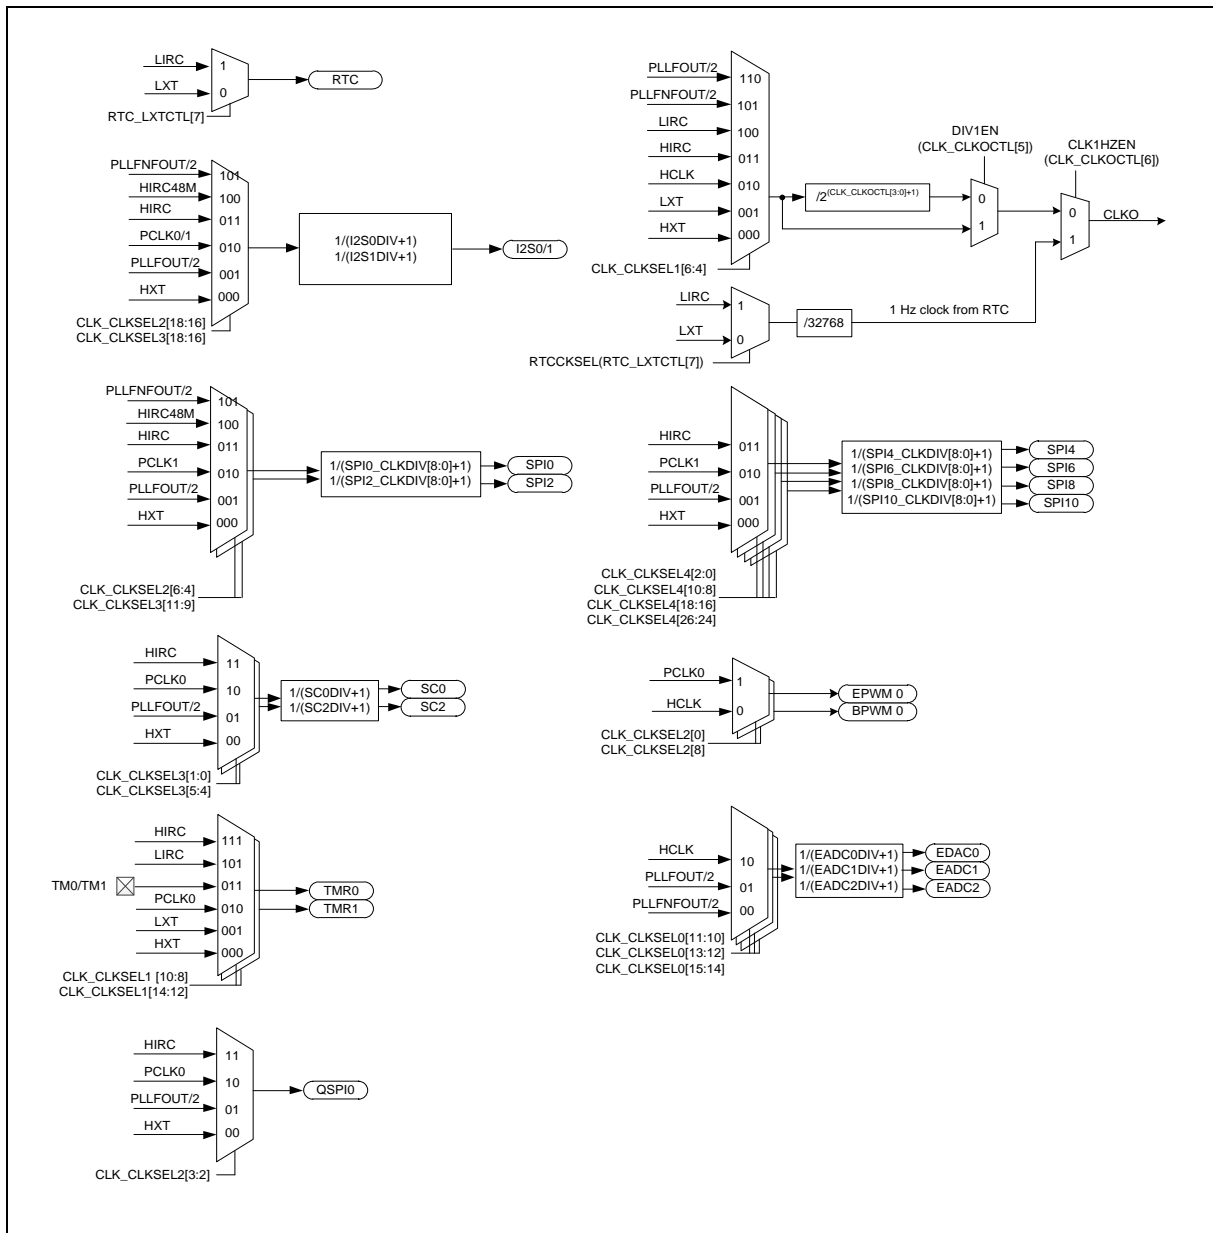 LIRC
1
RTC
LXT
0
RTC_LXTCTL[7]
PLLFOUT/2
110
PLLFNFOUT/2
101
LIRC
100
HIRC
011
HCLK
010
LXT
001
HXT
000
CLK_CLKSEL1[6:4]
/2(CLK_CLKOCTL[3:0]+1)
DIV1EN
(CLK_CLKOCTL[5])
0
1
CLK1HZEN
(CLK_CLKOCTL[6])
0
1
CLKO
LIRC
1
LXT
0
RTCCKSEL(RTC_LXTCTL[7])
/32768
1 Hz clock from RTC
PLLFNFOUT/2
101
HIRC48M
100
HIRC
011
PCLK0/1
010
PLLFOUT/2
001
HXT
000
CLK_CLKSEL2[18:16]
CLK_CLKSEL3[18:16]
1/(I2S0DIV+1)
1/(I2S1DIV+1)
I2S0/1
PLLFNFOUT/2
101
HIRC48M
100
HIRC
011
PCLK1
010
PLLFOUT/2
001
HXT
000
CLK_CLKSEL2[6:4]
CLK_CLKSEL3[11:9]
1/(SPI0_CLKDIV[8:0]+1)
1/(SPI2_CLKDIV[8:0]+1)
SPI0
SPI2
HIRC
011
PCLK1
010
PLLFOUT/2
001
HXT
000
CLK_CLKSEL4[2:0]
CLK_CLKSEL4[10:8]
CLK_CLKSEL4[18:16]
CLK_CLKSEL4[26:24]
1/(SPI4_CLKDIV[8:0]+1)
1/(SPI6_CLKDIV[8:0]+1)
1/(SPI8_CLKDIV[8:0]+1)
1/(SPI10_CLKDIV[8:0]+1)
SPI4
SPI6
SPI8
SPI10
HIRC
11
PCLK0
10
PLLFOUT/2
01
HXT
00
CLK_CLKSEL3[1:0]
CLK_CLKSEL3[5:4]
1/(SC0DIV+1)
1/(SC2DIV+1)
SC0
SC2
PCLK0
1
HCLK
0
CLK_CLKSEL2[0]
CLK_CLKSEL2[8]
EPWM 0
BPWM 0
HIRC
111
LIRC
101
TM0/TM1
011
PCLK0
010
LXT
001
HXT
000
CLK_CLKSEL1 [10:8]
CLK_CLKSEL1[14:12]
TMR0
TMR1
HCLK
10
PLLFOUT/2
01
PLLFNFOUT/2
00
CLK_CLKSEL0[11:10]
CLK_CLKSEL0[13:12]
CLK_CLKSEL0[15:14]
1/(EADC0DIV+1)
1/(EADC1DIV+1)
1/(EADC2DIV+1)
EDAC0
EADC1
EADC2
HIRC
11
PCLK0
10
PLLFOUT/2
01
HXT
00
CLK_CLKSEL2[3:2]
QSPI0